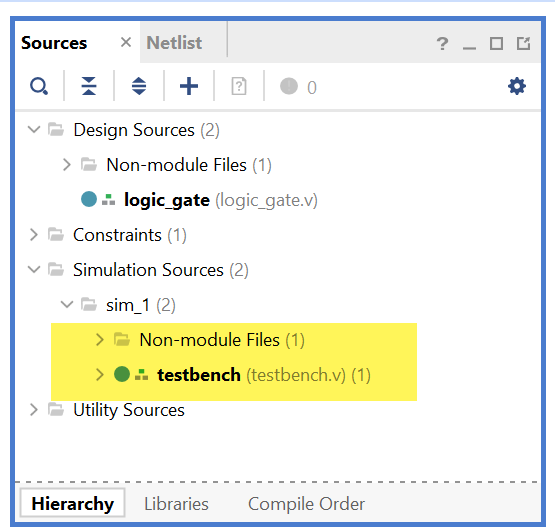 Sources × Netlist ? _
+ ? 0
Design Sources (2)
Non-module Files (1)
logic_gate (logic_gate.v)
Constraints (1)
Simulation Sources (2)
sim_1 (2)
Non-module Files (1)
testbench (testbench.v) (1)
Utility Sources
Hierarchy Libraries Compile Order